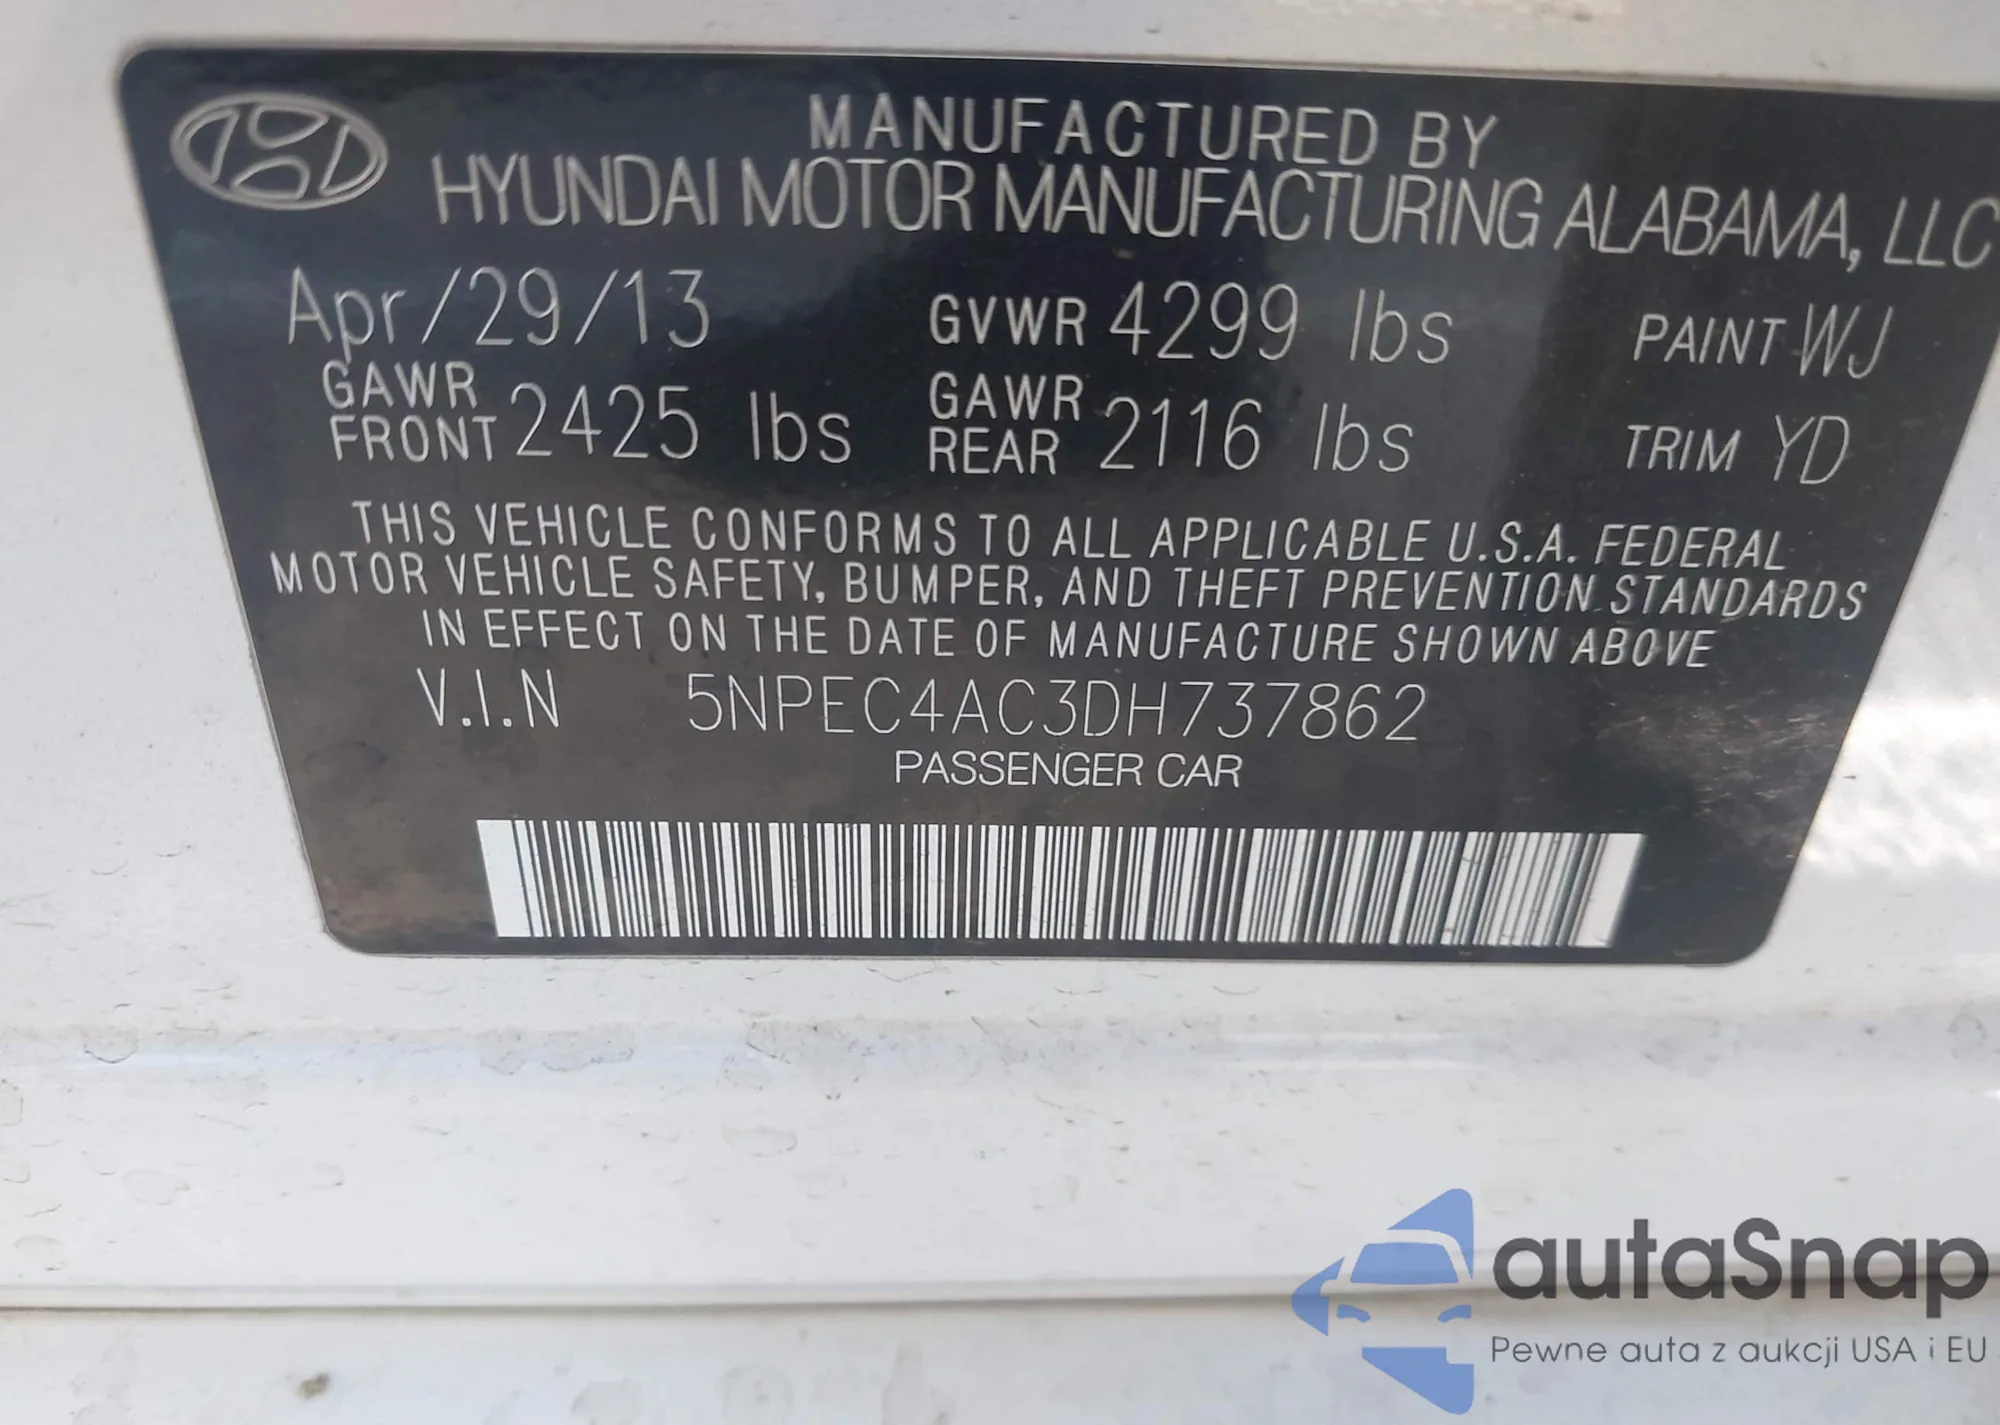 MANUFACTURED BY
HYUNDAI MOTOR MANUFACTURING ALABAMA, LLC
Apr/29/13 GVWR 4299 lbs PAINT WJ
GAWR FRONT 2425 lbs GAWR REAR 2116 lbs TRIM YD
THIS VEHICLE CONFORMS TO ALL APPLICABLE U.S.A. FEDERAL
MOTOR VEHICLE SAFETY, BUMPER, AND THEFT PREVENTION STANDARDS
IN EFFECT ON THE DATE OF MANUFACTURE SHOWN ABOVE
V.I.N 5NPEC4AC3DH737862
PASSENGER CAR
autaSnap
Pewne auta z aukcji USA i EU